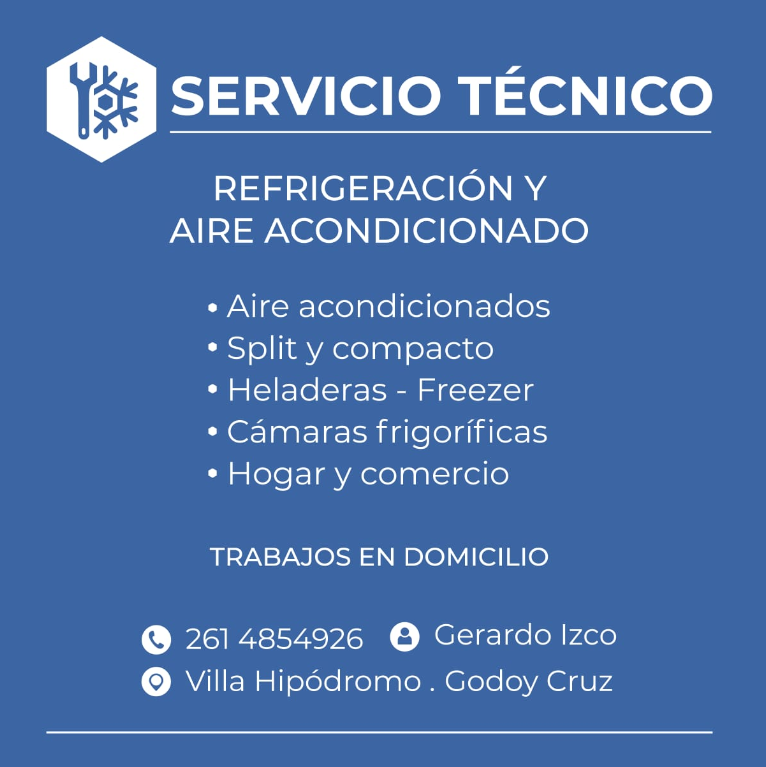 SERVICIO TÉCNICO
REFRIGERACIÓN Y
AIRE ACONDICIONADO
• Aire acondicionados
• Split y compacto
• Heladeras - Freezer
• Cámaras frigoríficas
• Hogar y comercio
TRABAJOS EN DOMICILIO
261 4854926 Gerardo Izco
Villa Hipódromo . Godoy Cruz